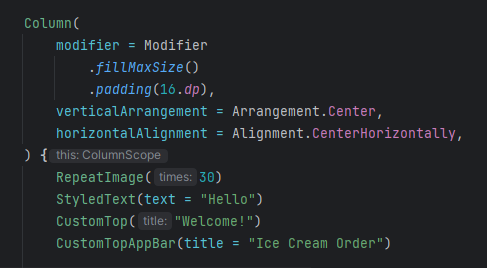 Column(
modifier = Modifier
.fillMaxSize()
.padding(16.dp),
verticalArrangement = Arrangement.Center,
horizontalAlignment = Alignment.CenterHorizontally,
) { this: ColumnScope
RepeatImage( times: 30)
StyledText(text = "Hello")
CustomTop( title: "Welcome!")
CustomTopAppBar(title = "Ice Cream Order")